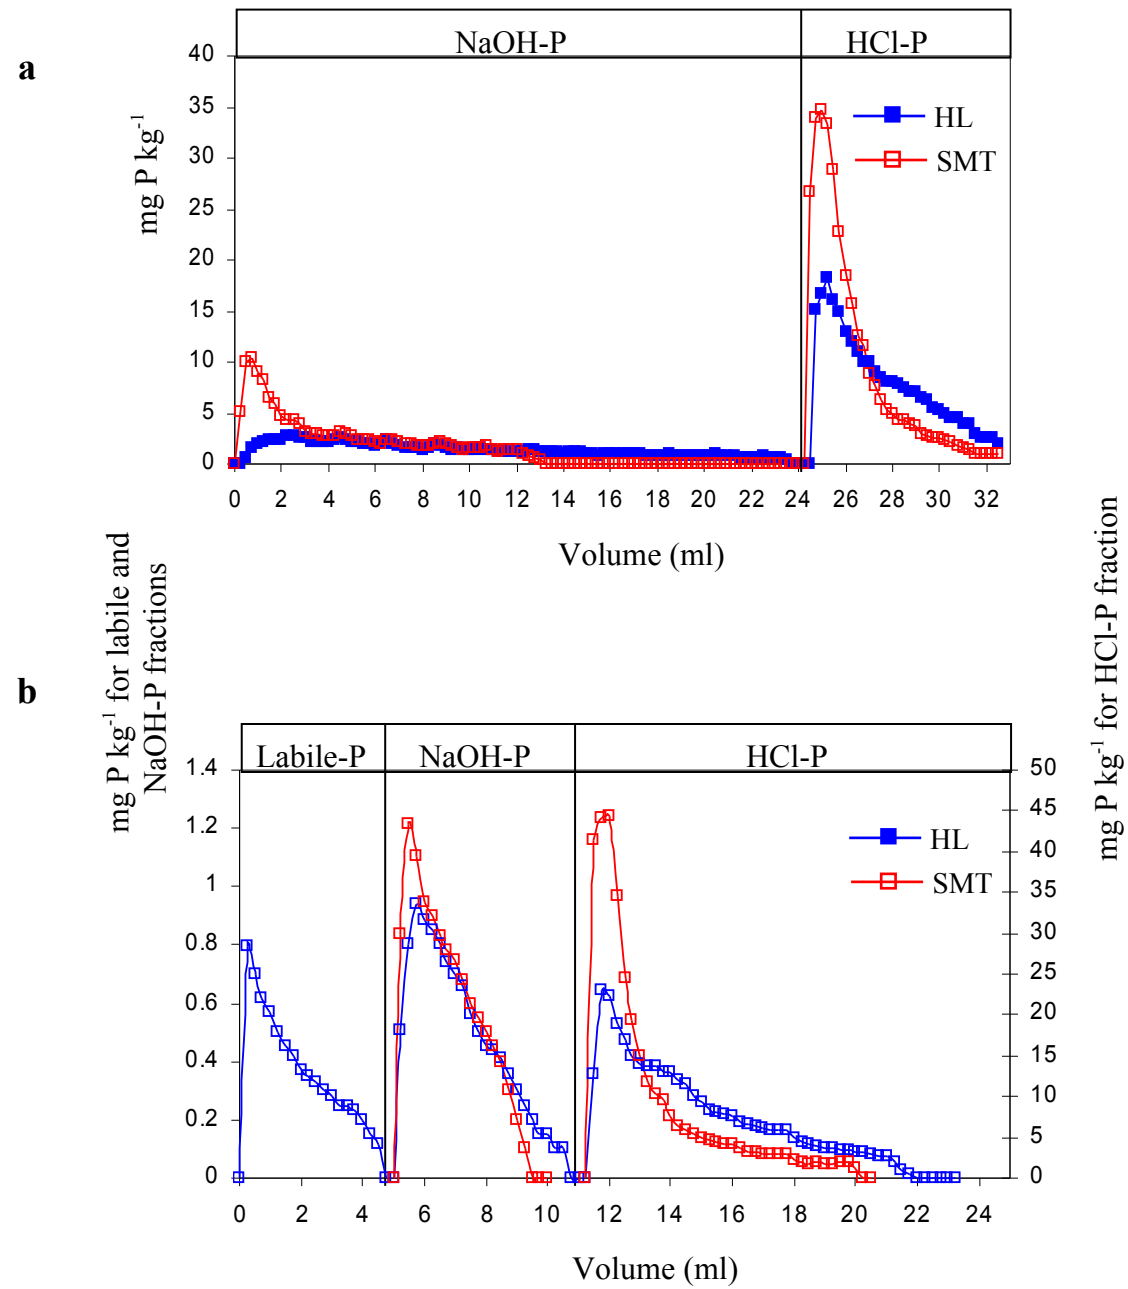 a
NaOH-P HCl-P
mg P kg-1
40
35
30
25
20
15
10
5
0
HL
SMT
0 2 4 6 8 10 12 14 16 18 20 22 24 26 28 30 32
Volume (ml)
b
mg P kg-1 for labile and
NaOH-P fractions
mg P kg-1 for HCl-P fraction
Labile-P NaOH-P HCl-P
1.4
1.2
1
0.8
0.6
0.4
0.2
0
50
45
40
35
30
25
20
15
10
5
0
HL
SMT
0 2 4 6 8 10 12 14 16 18 20 22 24
Volume (ml)